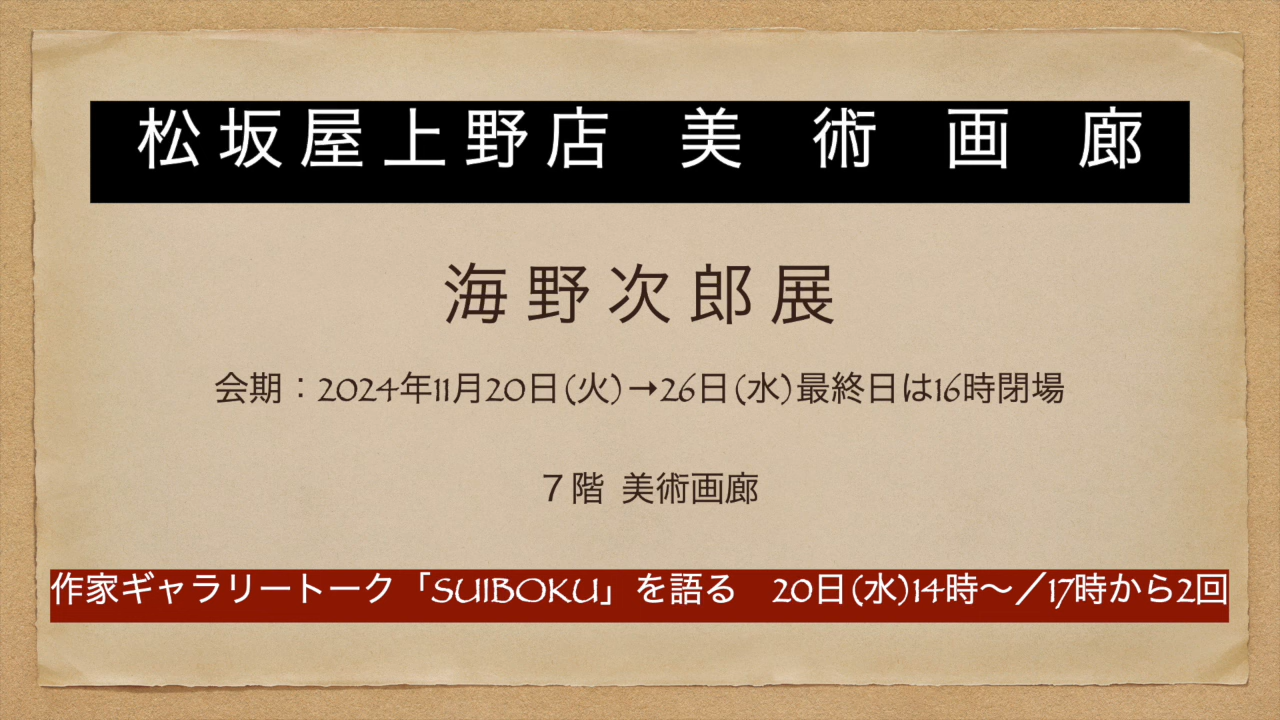 松坂屋上野店　美　術　画　廊
海野次郎展
会期：2024年11月20日(火)→26日(水)最終日は16時閉場
７階 美術画廊
作家ギャラリートーク「SUIBOKU」を語る　20日(水)14時〜／17時から2回